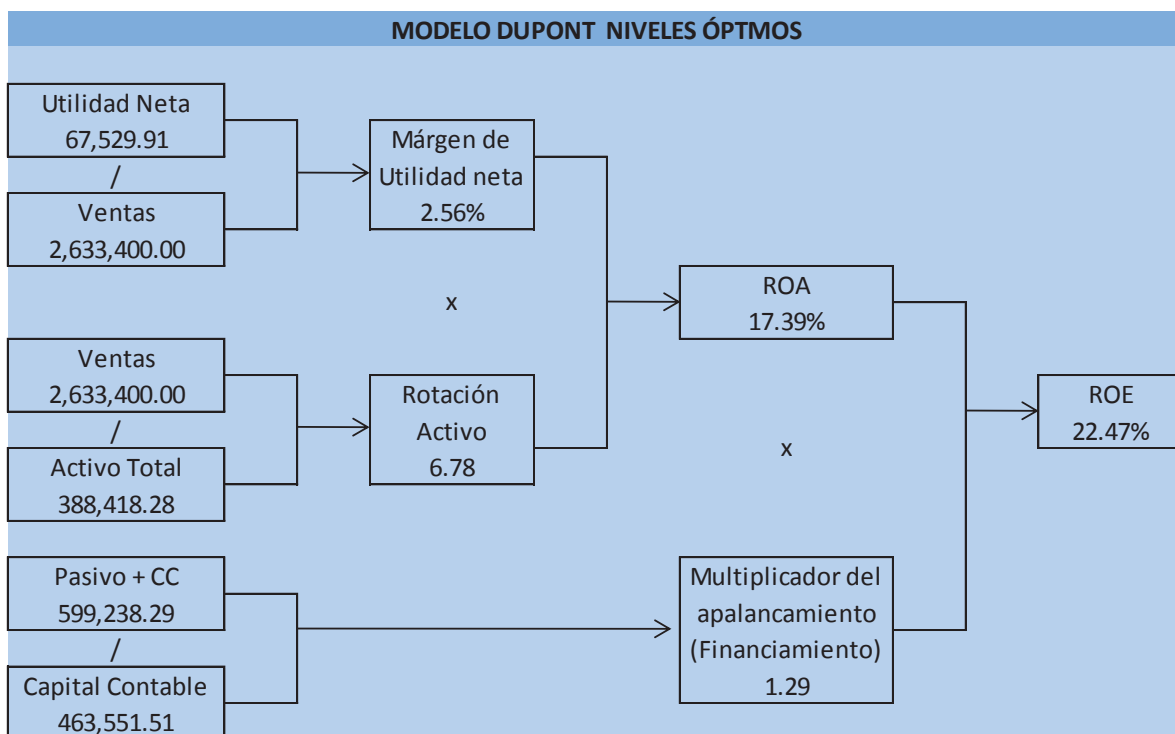 MODELO DUPONT NIVELES ÓPTMOS
Utilidad Neta
67,529.91
/
Ventas
2,633,400.00
Márgen de
Utilidad neta
2.56%
x
Ventas
2,633,400.00
/
Activo Total
388,418.28
Rotación
Activo
6.78
ROA
17.39%
x
ROE
22.47%
Pasivo + CC
599,238.29
/
Capital Contable
463,551.51
Multiplicador del
apalancamiento
(Financiamiento)
1.29